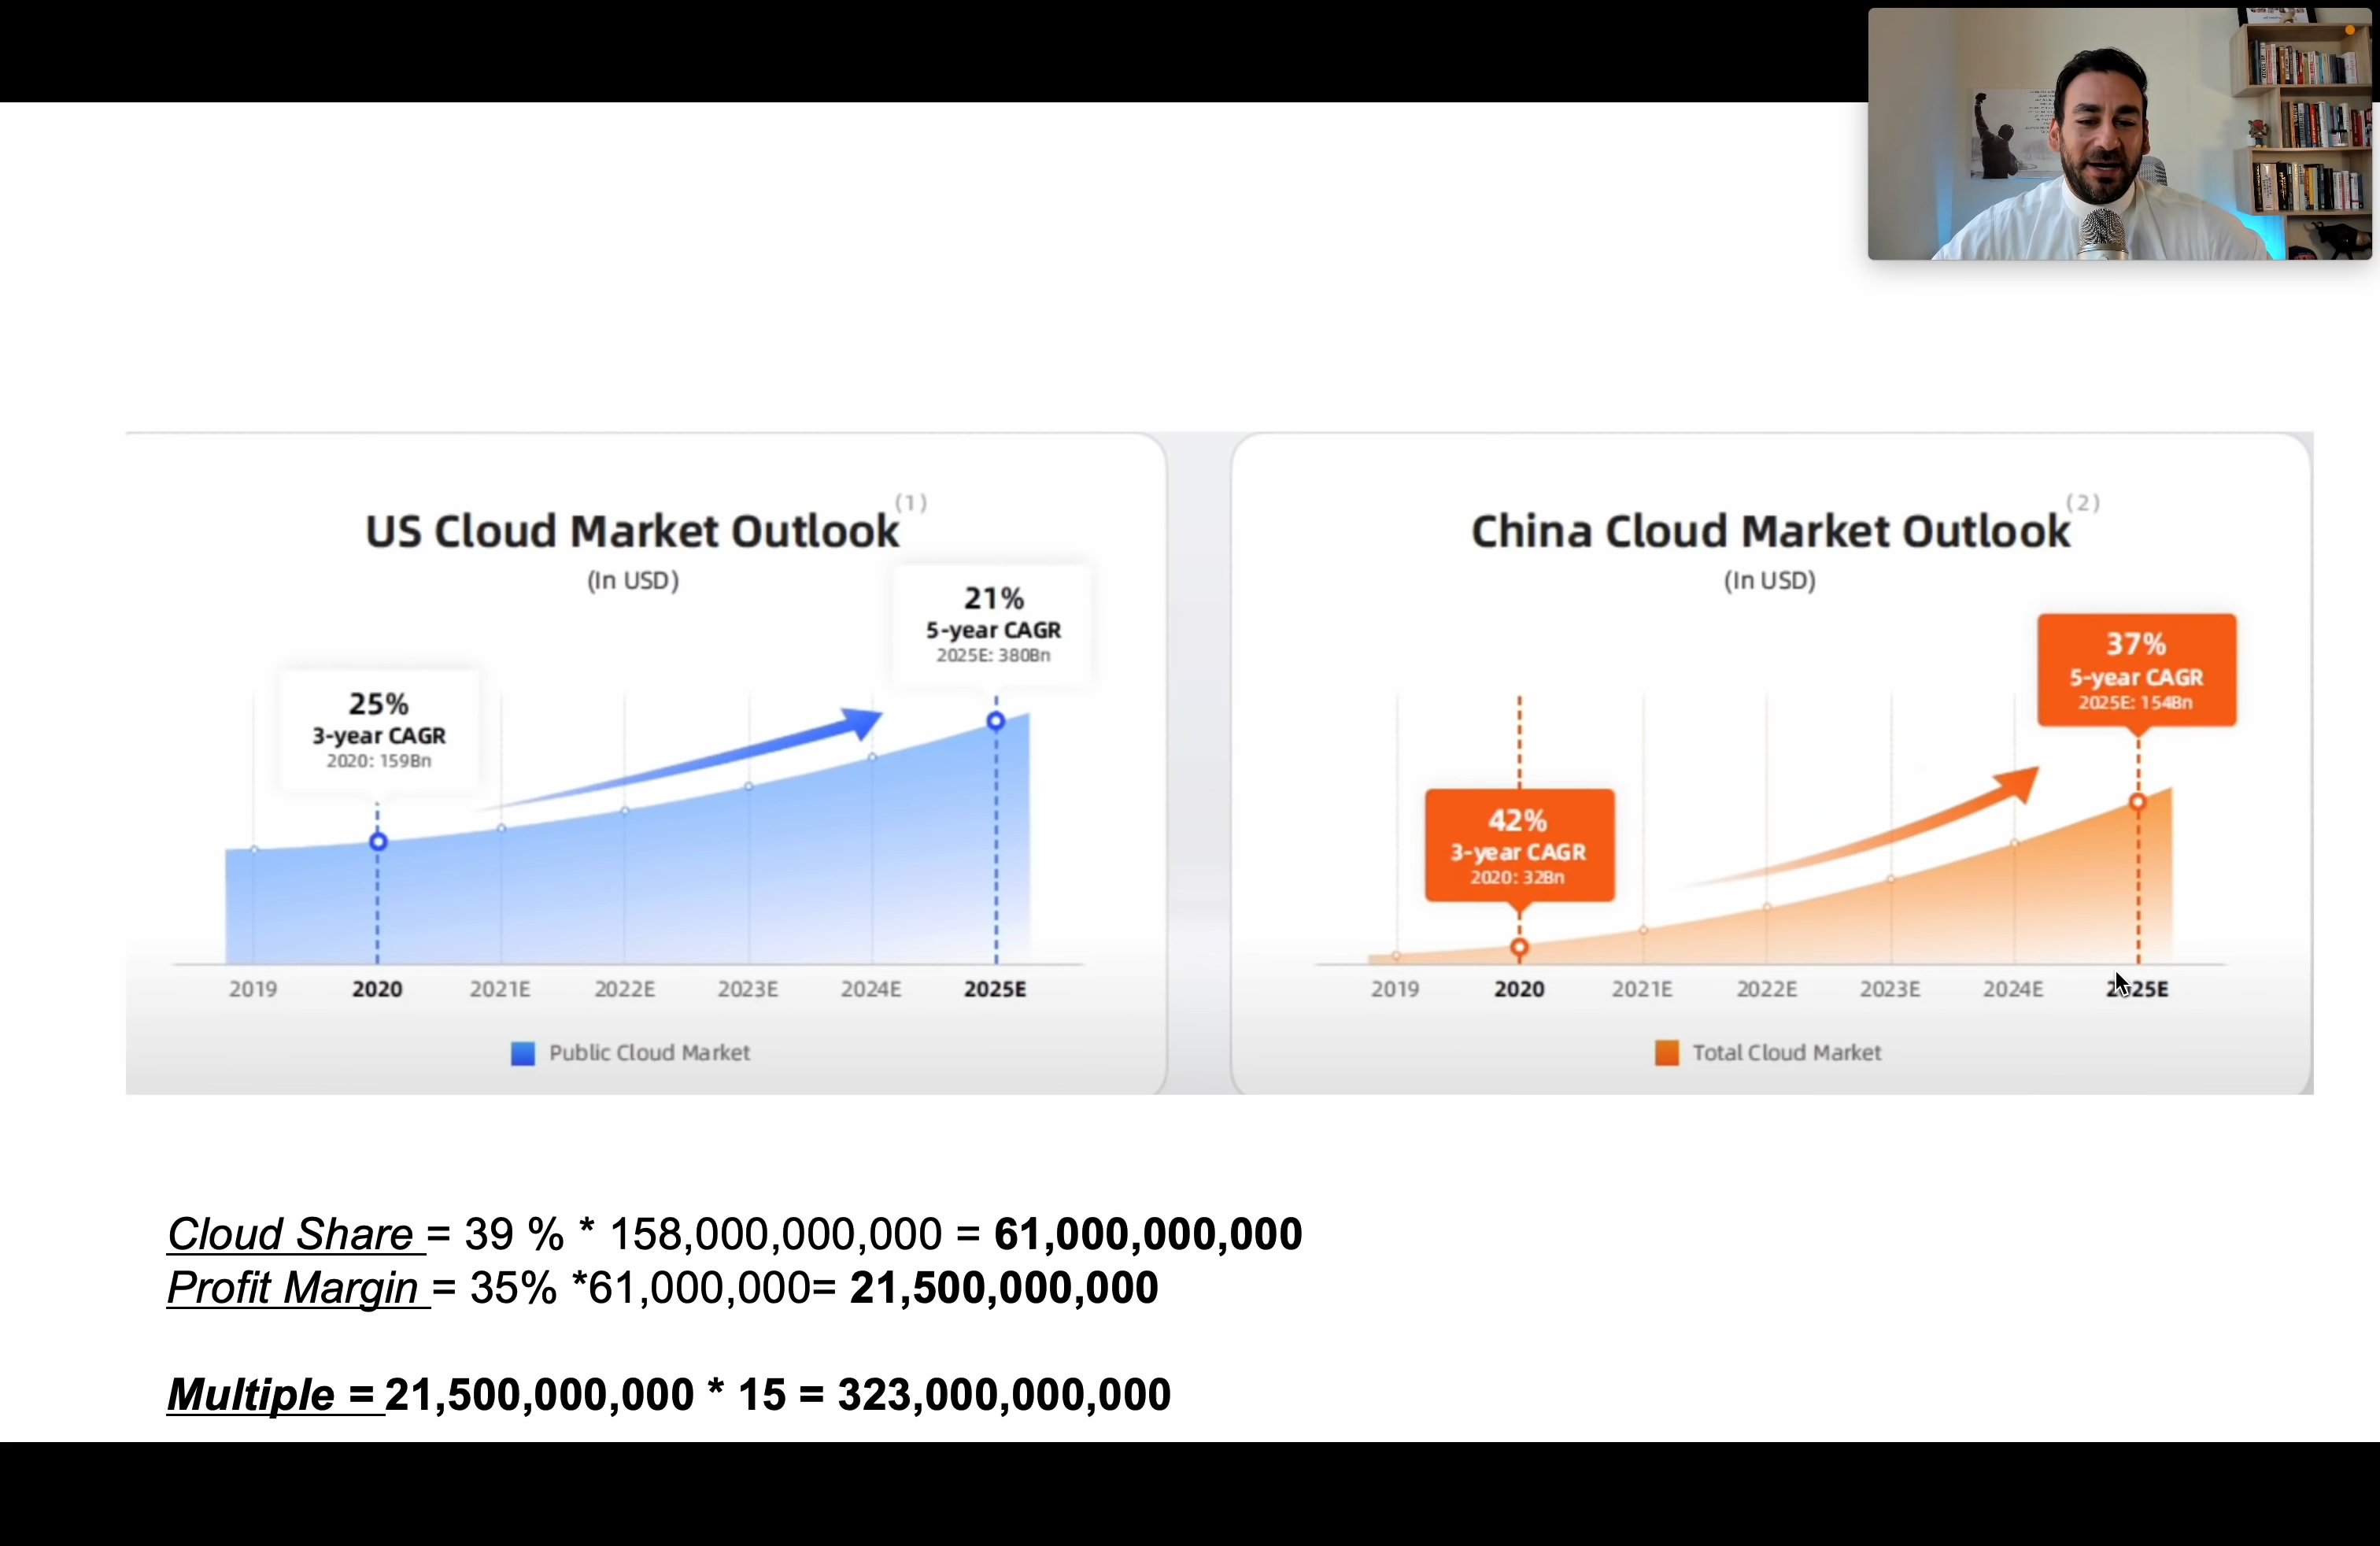 US Cloud Market Outlook (1)
(In USD)
25%
3-year CAGR
2020: 159Bn
21%
5-year CAGR
2025E: 380Bn
2019 2020 2021E 2022E 2023E 2024E 2025E
Public Cloud Market
China Cloud Market Outlook (2)
(In USD)
42%
3-year CAGR
2020: 32Bn
37%
5-year CAGR
2025E: 154Bn
2019 2020 2021E 2022E 2023E 2024E 2025E
Total Cloud Market
Cloud Share = 39 % * 158,000,000,000 = 61,000,000,000
Profit Margin = 35% *61,000,000= 21,500,000,000
Multiple = 21,500,000,000 * 15 = 323,000,000,000